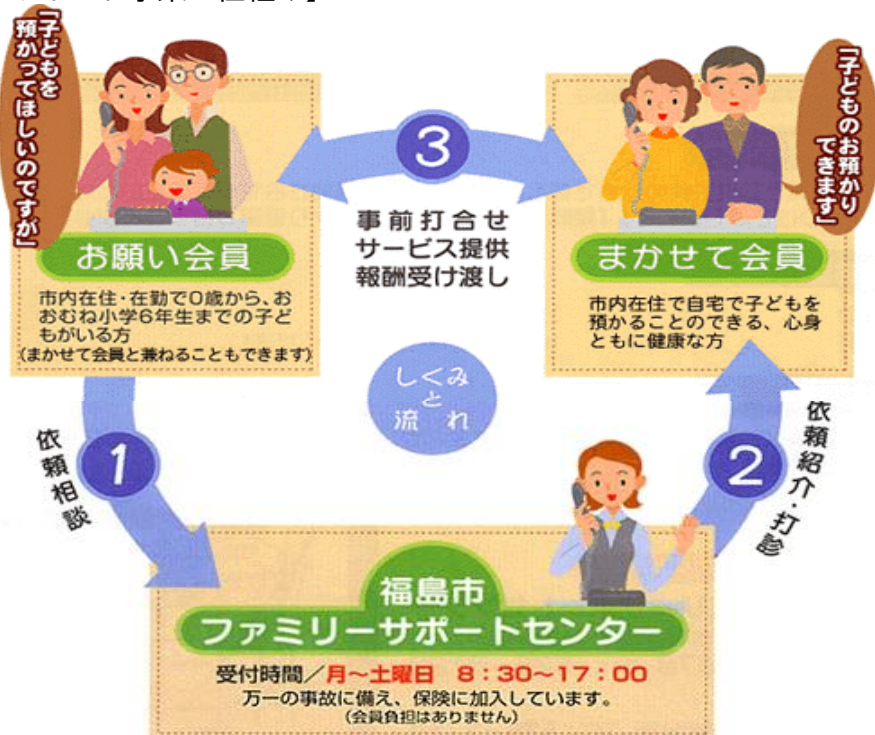 「子どもを
預かってほしいのですが」
「子どものお預かり
できます」
3
事前打合せ
サービス提供
報酬受け渡し
お願い会員
市内在住・在勤で0歳から、お
おむね小学6年生までの子ど
もがいる方
(まかせて会員と兼ねることもできます)
まかせて会員
市内在住で自宅で子どもを
預かることのできる、心身
ともに健康な方
しくみ
と
流れ
1
依頼相談
2
依頼紹介・打診
福島市
ファミリーサポートセンター
受付時間／月〜土曜日 8：30〜17：00
万一の事故に備え、保険に加入しています。
(会員負担はありません)